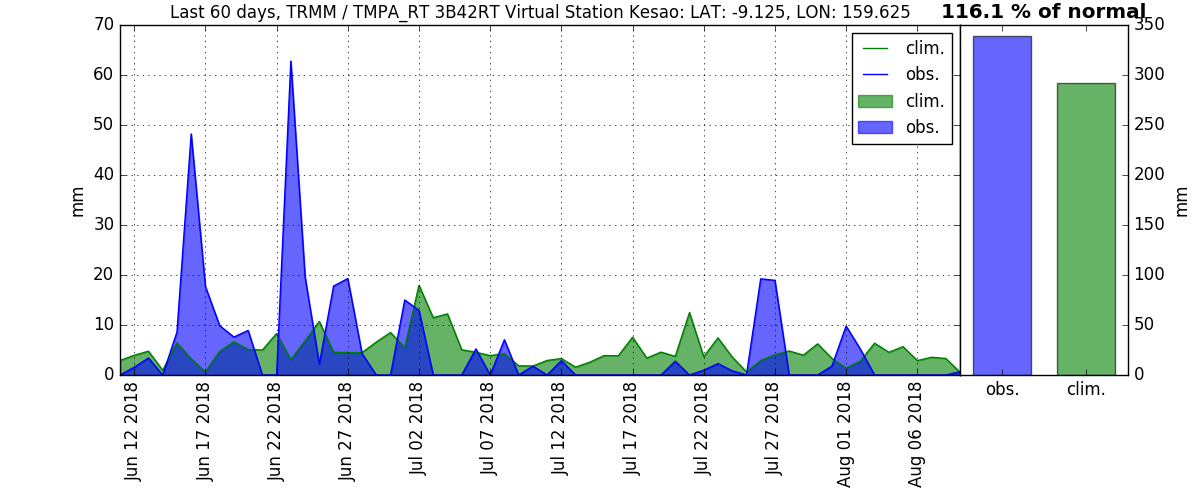 Last 60 days, TRMM / TMPA_RT 3B42RT Virtual Station Kesao: LAT: -9.125, LON: 159.625
116.1 % of normal
70
60
50
40
30
20
10
0
mm
clim.
obs.
clim.
obs.
350
300
250
200
150
100
50
0
mm
Jun 12 2018
Jun 17 2018
Jun 22 2018
Jun 27 2018
Jul 02 2018
Jul 07 2018
Jul 12 2018
Jul 17 2018
Jul 22 2018
Jul 27 2018
Aug 01 2018
Aug 06 2018
obs.
clim.